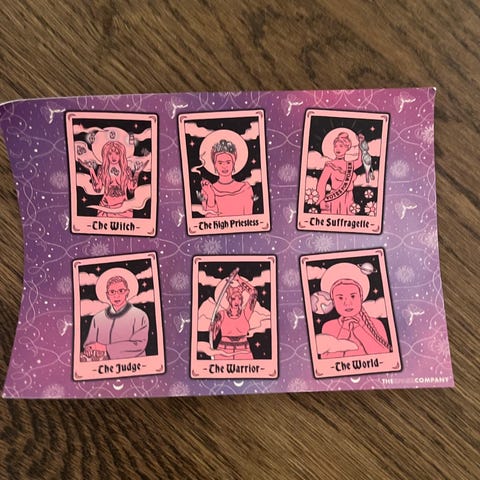 -The Witch-
-The High Priestess-
-The Suffragette-
-The Judge-
-The Warrior-
-The World-
THE COMPANY